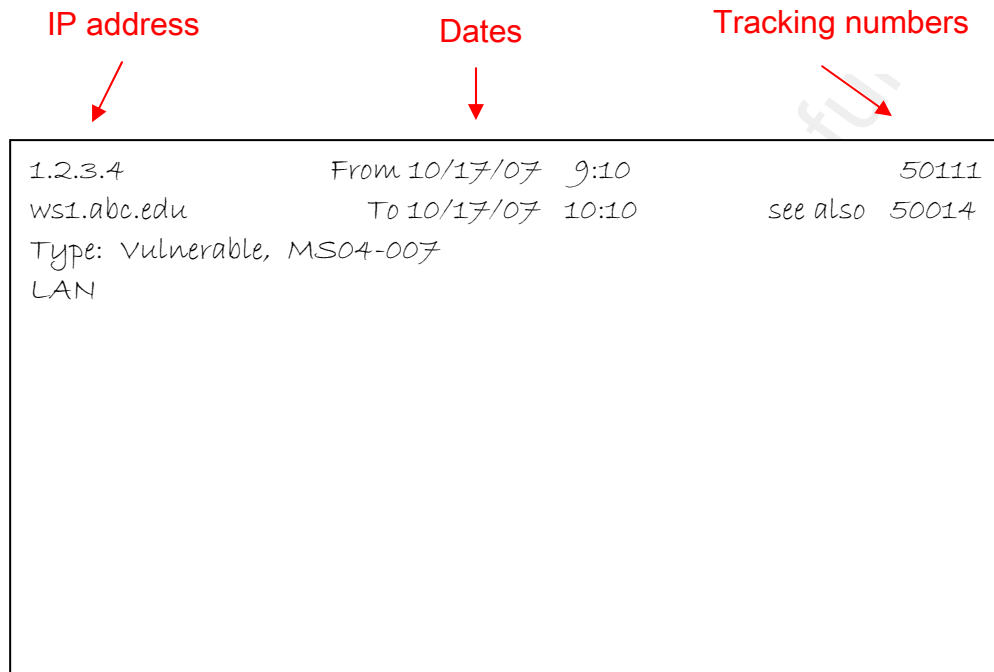 IP address Dates Tracking numbers
1.2.3.4 From 10/17/07 9:10 50111
ws1.abc.edu To 10/17/07 10:10 see also 50014
Type: Vulnerable, MS04-007
LAN